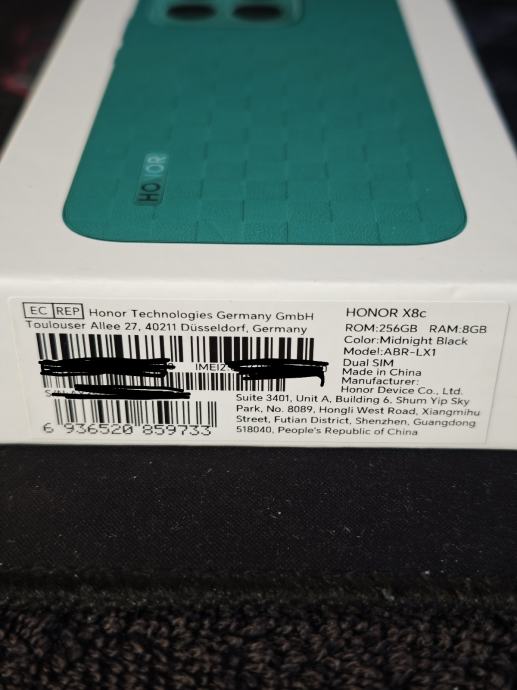 HONOR
EC REP Honor Technologies Germany GmbH
Toulouser Allee 27, 40211 Düsseldorf, Germany
IMEI2
6 936520 859733
HONOR X8c
ROM:256GB RAM:8GB
Color:Midnight Black
Model:ABR-LX1
Dual SIM
Made in China
Manufacturer:
Honor Device Co., Ltd.
Suite 3401, Unit A, Building 6, Shum Yip Sky
Park, No. 8089, Hongli West Road, Xiangmihu
Street, Futian District, Shenzhen, Guangdong
518040, People's Republic of China